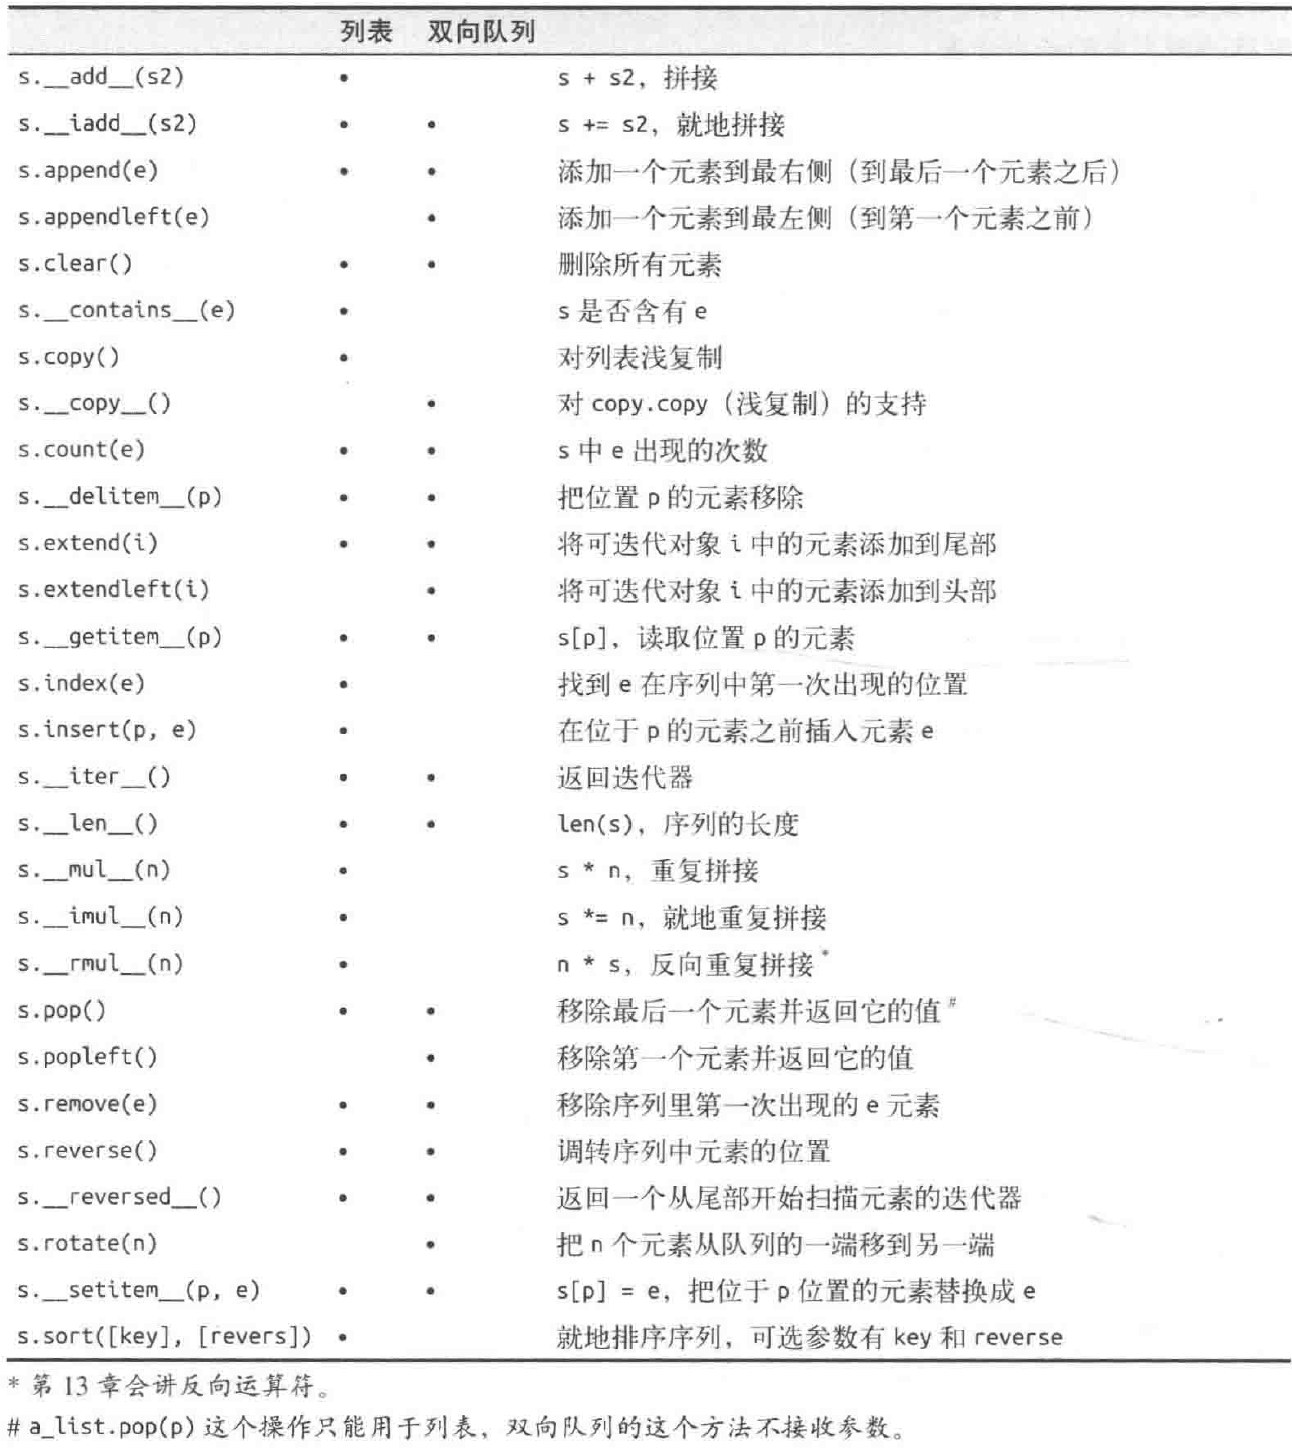 列表 双向队列
s.__add__(s2) • s + s2，拼接
s.__iadd__(s2) • • s += s2，就地拼接
s.append(e) • • 添加一个元素到最右侧（到最后一个元素之后）
s.appendleft(e) • 添加一个元素到最左侧（到第一个元素之前）
s.clear() • • 删除所有元素
s.__contains__(e) • s 是否含有 e
s.copy() • 对列表浅复制
s.__copy__() • 对 copy.copy（浅复制）的支持
s.count(e) • • s 中 e 出现的次数
s.__delitem__(p) • • 把位置 p 的元素移除
s.extend(i) • • 将可迭代对象 i 中的元素添加到尾部
s.extendleft(i) • 将可迭代对象 i 中的元素添加到头部
s.__getitem__(p) • • s[p]，读取位置 p 的元素
s.index(e) • 找到 e 在序列中第一次出现的位置
s.insert(p, e) • 在位于 p 的元素之前插入元素 e
s.__iter__() • • 返回迭代器
s.__len__() • • len(s)，序列的长度
s.__mul__(n) • s * n，重复拼接
s.__imul__(n) • s *= n，就地重复拼接
s.__rmul__(n) • n * s，反向重复拼接*
s.pop() • • 移除最后一个元素并返回它的值#
s.popleft() • 移除第一个元素并返回它的值
s.remove(e) • • 移除序列里第一次出现的 e 元素
s.reverse() • • 调转序列中元素的位置
s.__reversed__() • • 返回一个从尾部开始扫描元素的迭代器
s.rotate(n) • 把 n 个元素从队列的一端移到另一端
s.__setitem__(p, e) • • s[p] = e，把位于 p 位置的元素替换成 e
s.sort([key], [revers]) • 就地排序序列，可选参数有 key 和 reverse
* 第 13 章会讲反向运算符。
# a_list.pop(p) 这个操作只能用于列表，双向队列的这个方法不接收参数。